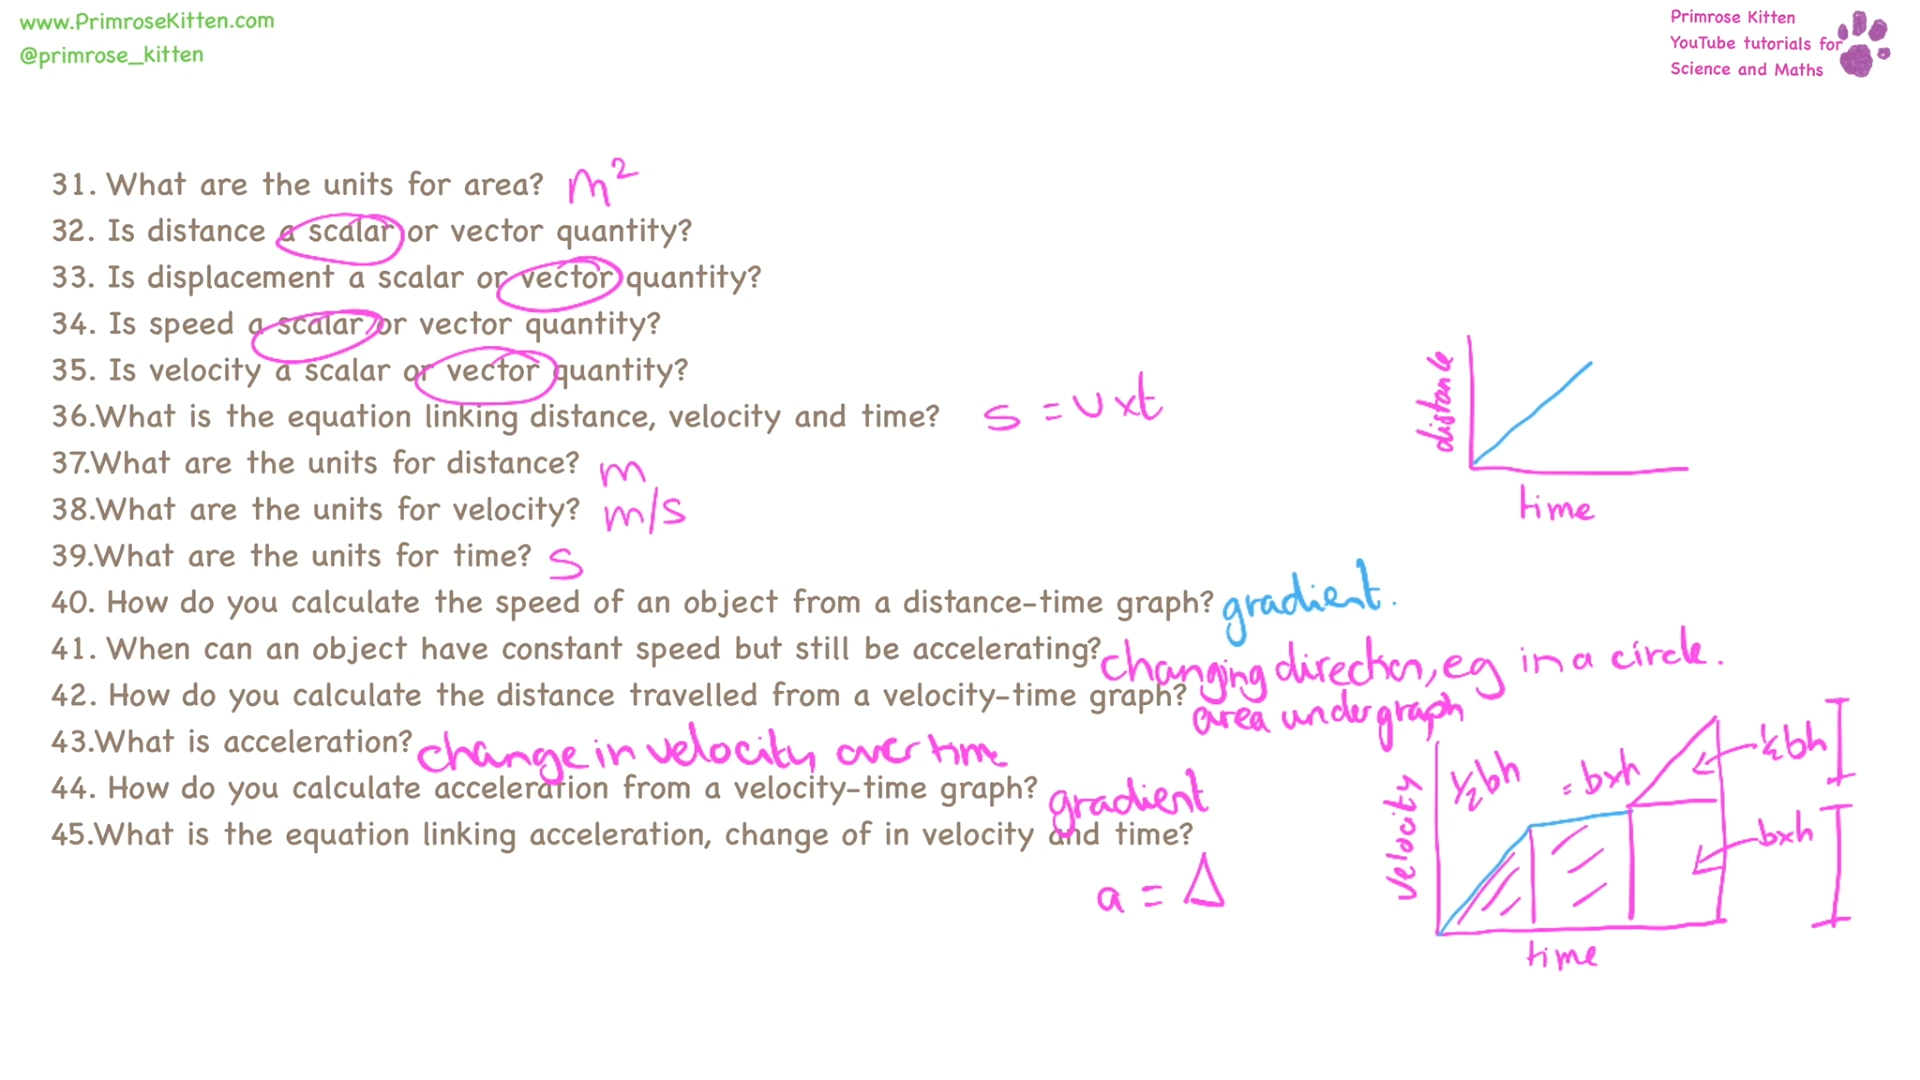 www.PrimroseKitten.com
@primrose_kitten
Primrose Kitten
YouTube tutorials for
Science and Maths
31. What are the units for area? m²
32. Is distance a scalar or vector quantity?
33. Is displacement a scalar or vector quantity?
34. Is speed a scalar or vector quantity?
35. Is velocity a scalar or vector quantity?
36.What is the equation linking distance, velocity and time? s = v x t
37.What are the units for distance? m
38.What are the units for velocity? m/s
39.What are the units for time? s
40. How do you calculate the speed of an object from a distance-time graph? gradient.
41. When can an object have constant speed but still be accelerating? changing direction, eg in a circle.
42. How do you calculate the distance travelled from a velocity-time graph? area under graph
43.What is acceleration? change in velocity over time
44. How do you calculate acceleration from a velocity-time graph? gradient
45.What is the equation linking acceleration, change of in velocity and time?
a = Δ
distance
time
velocity
½bh
= bxh
½bh
bxh
time